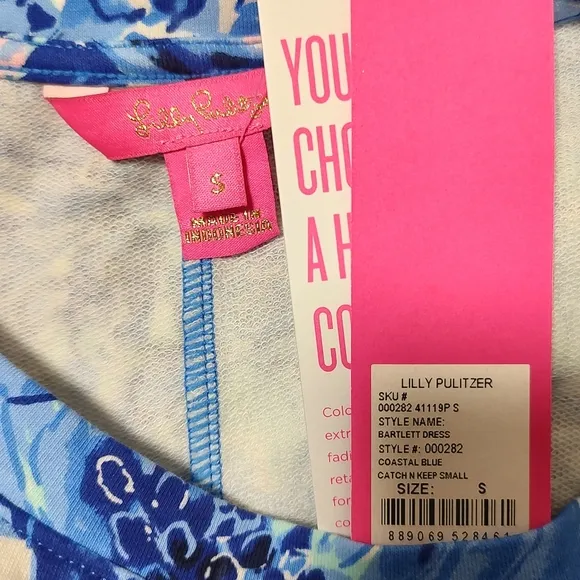 Lilly Pulitzer
S
YOU
CHO
A H
CO
Colo
extr
fadi
reta
for
co
LILLY PULITZER
SKU #
000282 41119P S
STYLE NAME:
BARTLETT DRESS
STYLE #: 000282
COASTAL BLUE
CATCH N KEEP SMALL
SIZE: S
889069 528464